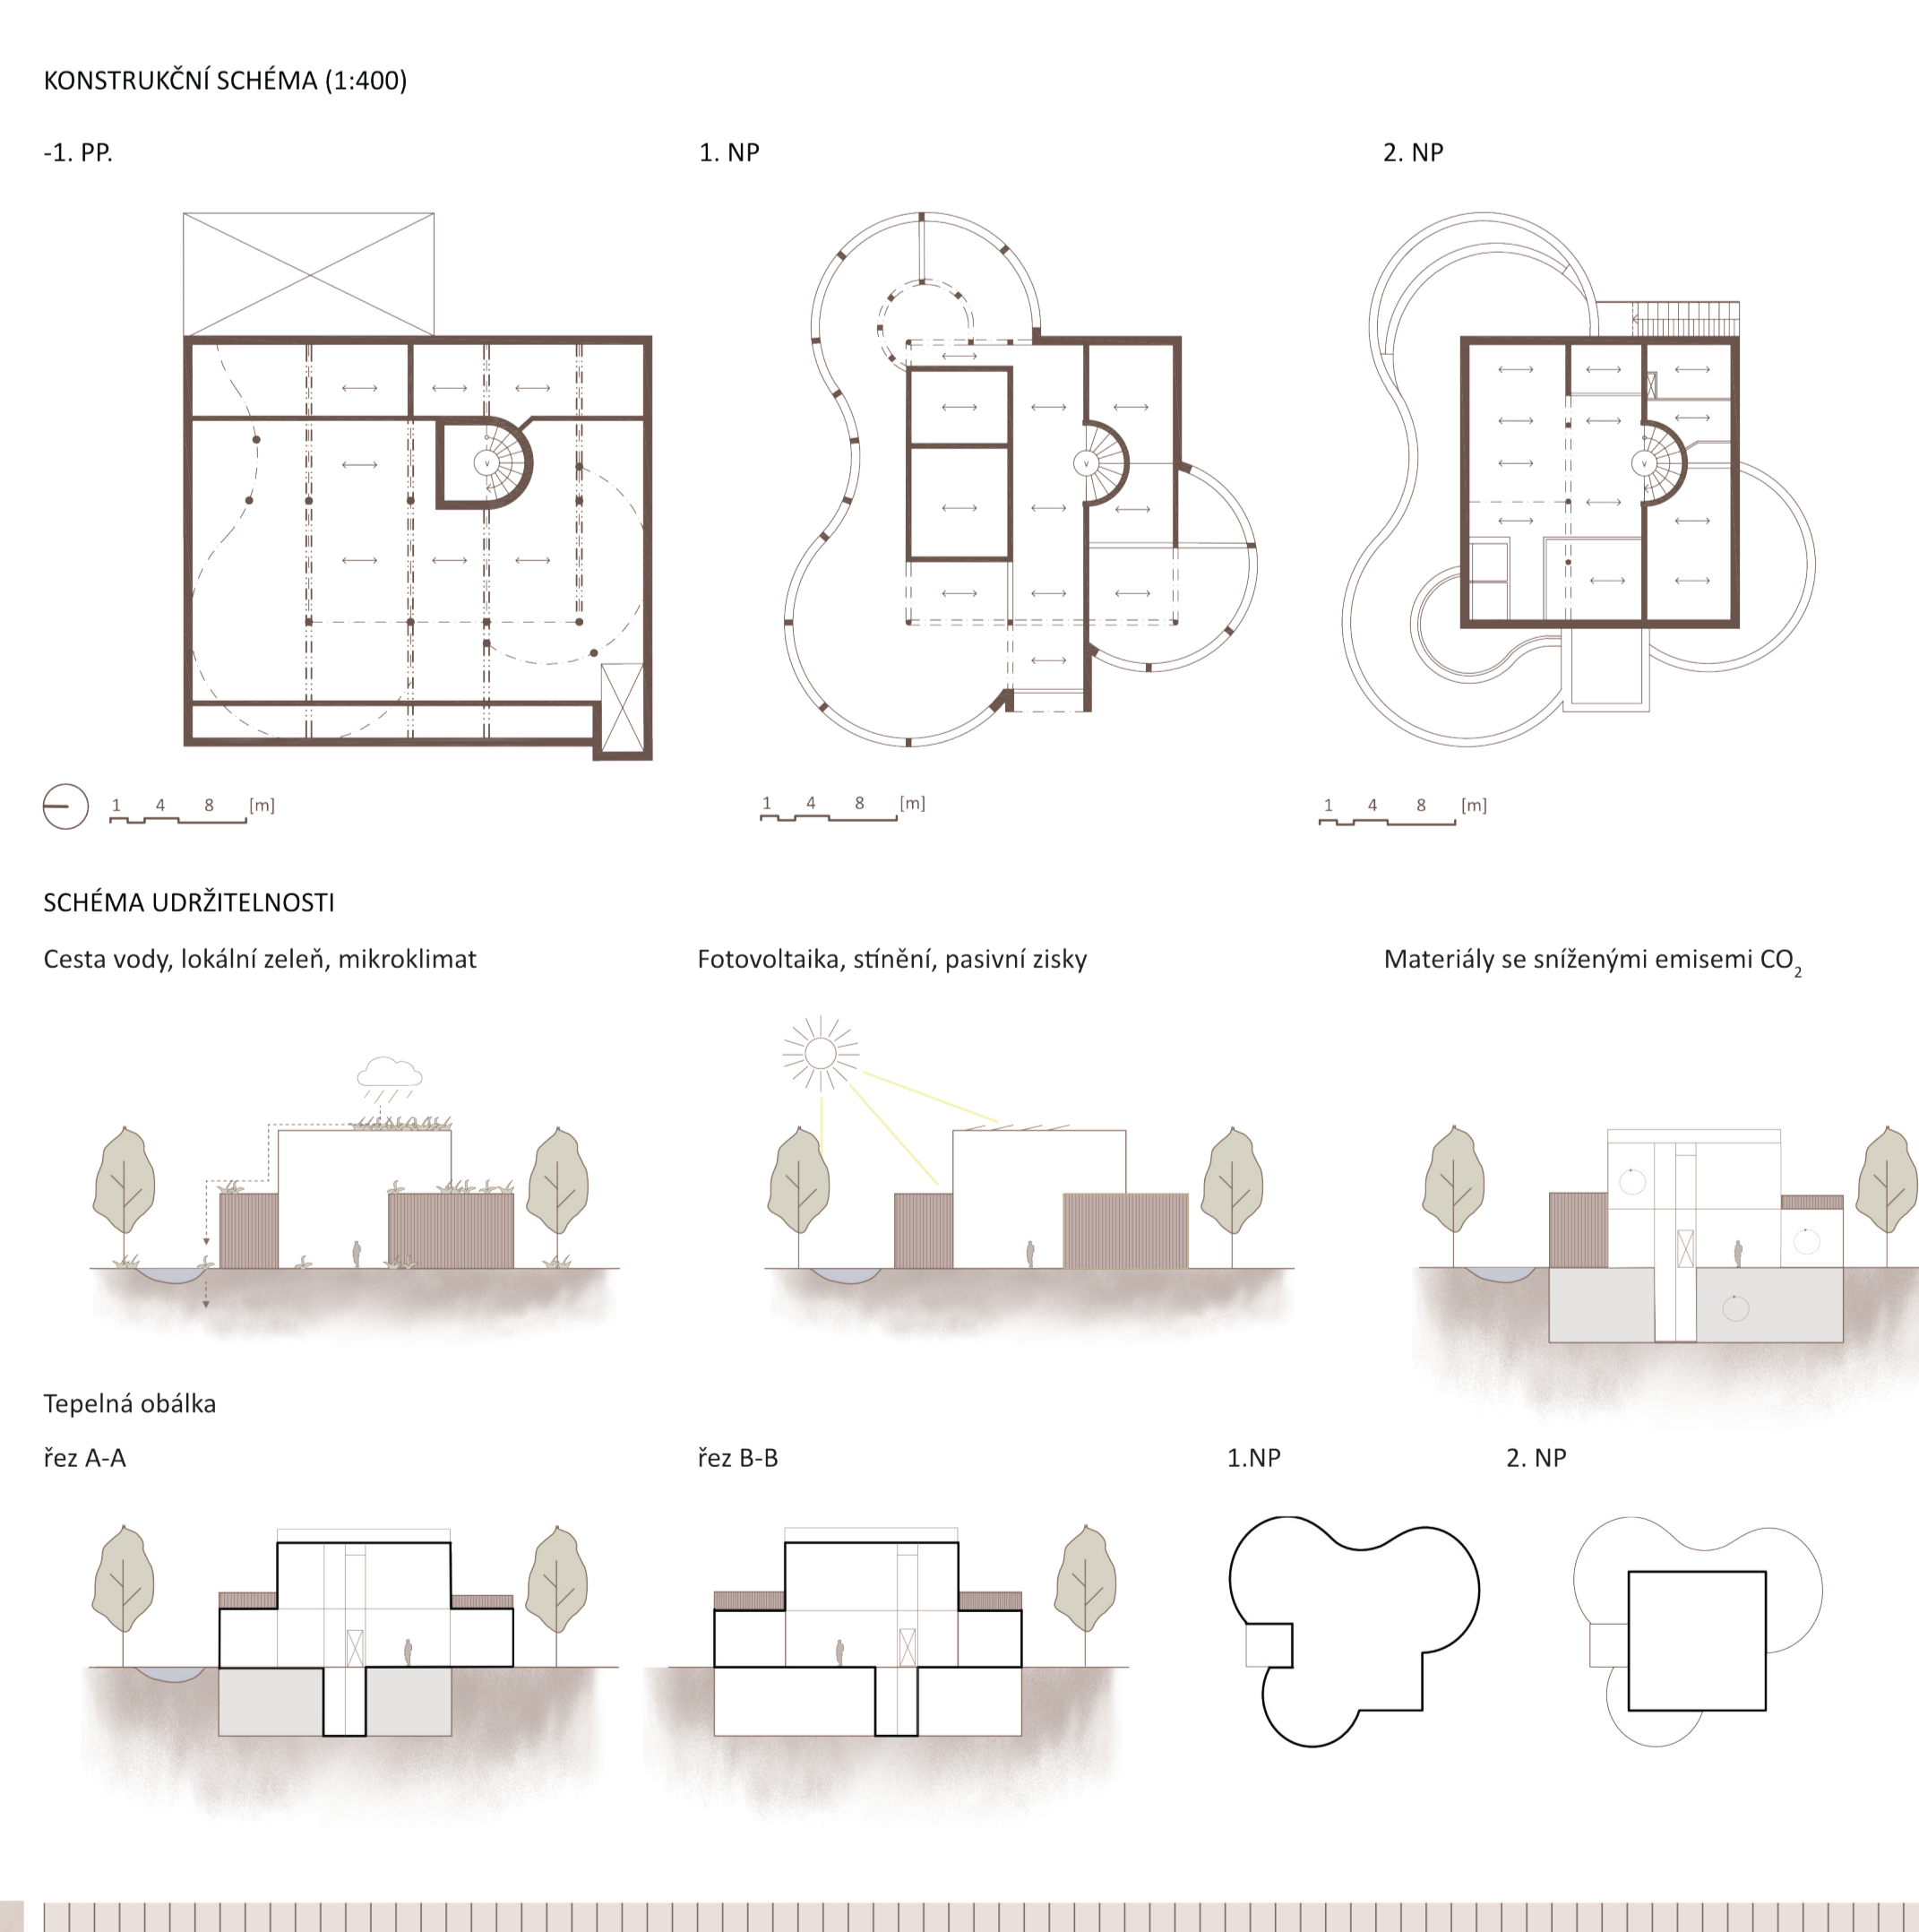 KONSTRUKČNÍ SCHÉMA (1:400)
-1. PP.
1. NP
2. NP
V
V
V
1 4 8 [m]
1 4 8 [m]
1 4 8 [m]
SCHÉMA UDRŽITELNOSTI
Cesta vody, lokální zeleň, mikroklimat
Fotovoltaika, stínění, pasivní zisky
Materiály se sníženými emisemi CO₂
Tepelná obálka
řez A-A
řez B-B
1.NP
2. NP